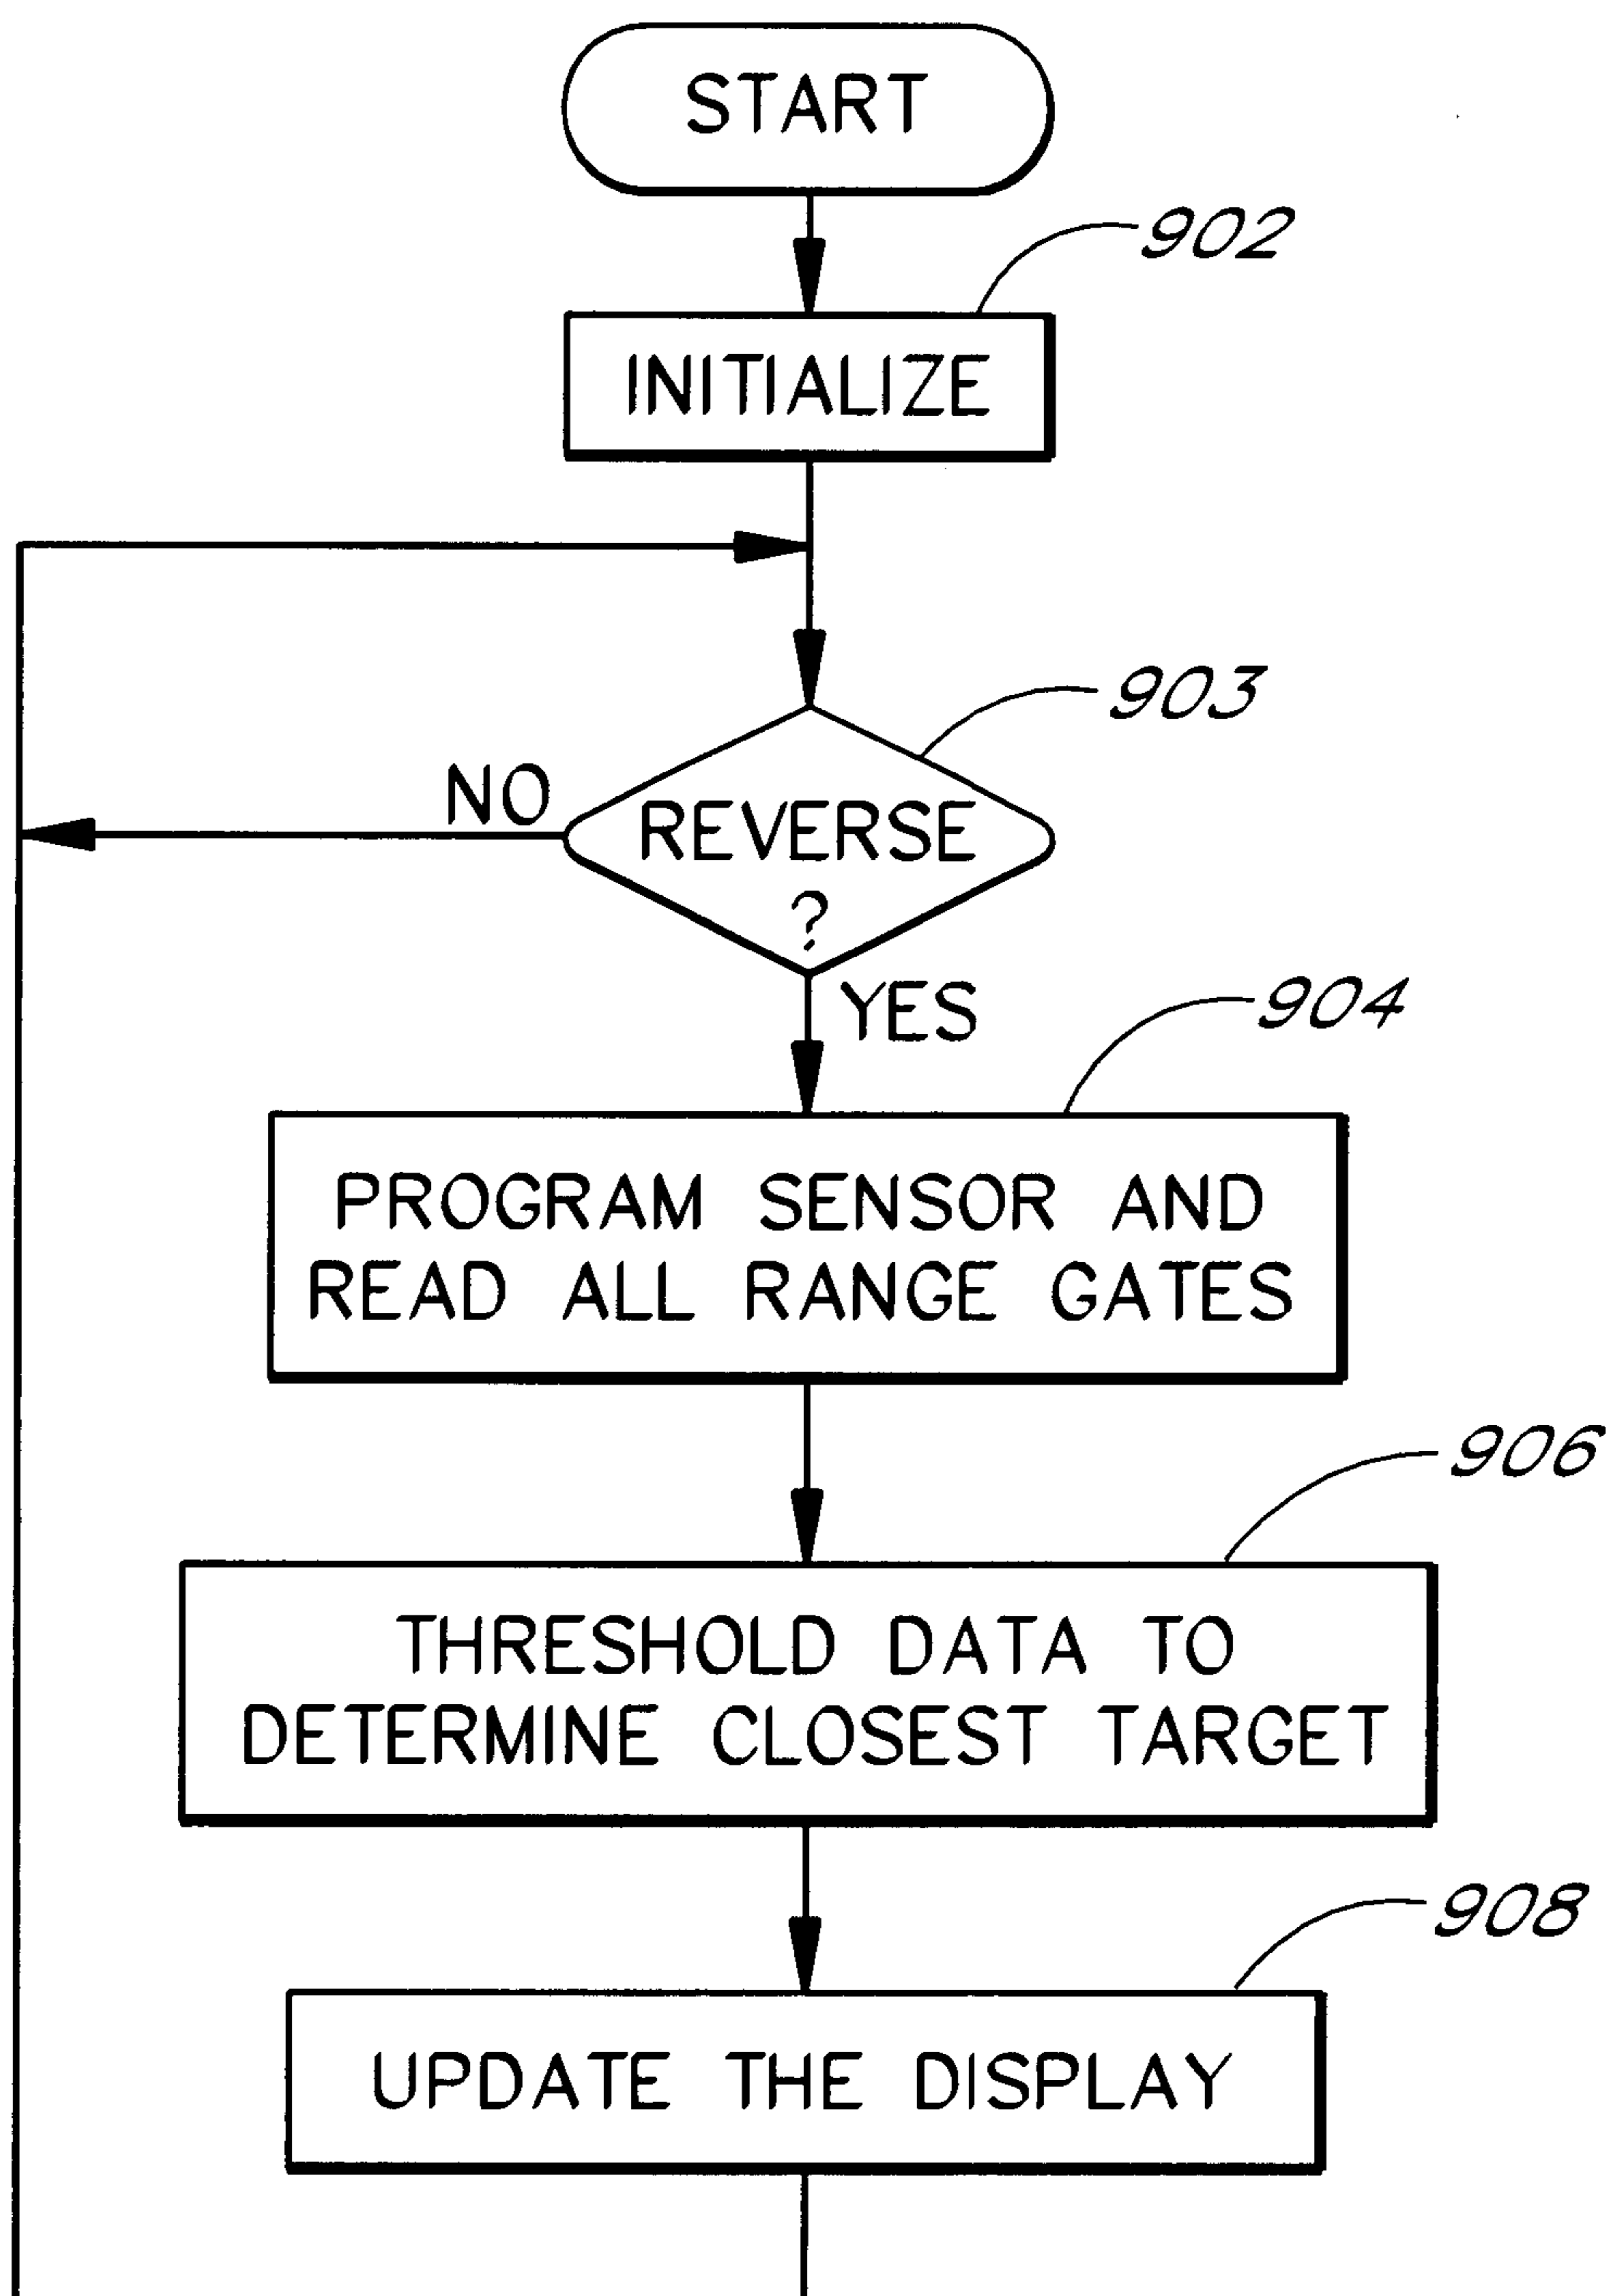 START
902
INITIALIZE
903
NO
REVERSE
?
YES
904
PROGRAM SENSOR AND
READ ALL RANGE GATES
906
THRESHOLD DATA TO
DETERMINE CLOSEST TARGET
908
UPDATE THE DISPLAY